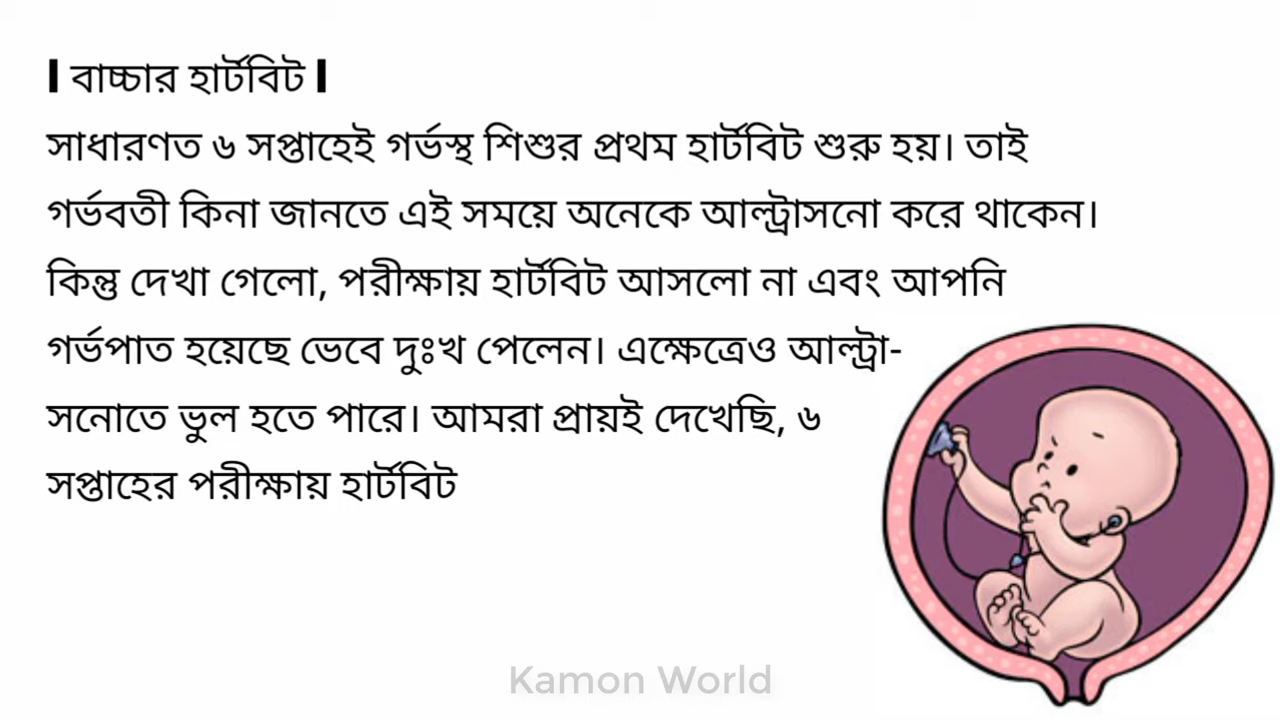 । বাচ্চার হার্টবিট ।
সাধারণত ৬ সপ্তাহেই গর্ভস্থ শিশুর প্রথম হার্টবিট শুরু হয়। তাই
গর্ভবতী কিনা জানতে এই সময়ে অনেকে আল্ট্রাসনো করে থাকেন।
কিন্তু দেখা গেলো, পরীক্ষায় হার্টবিট আসলো না এবং আপনি
গর্ভপাত হয়েছে ভেবে দুঃখ পেলেন। এক্ষেত্রেও আল্ট্রা-
সনোতে ভুল হতে পারে। আমরা প্রায়ই দেখেছি, ৬
সপ্তাহের পরীক্ষায় হার্টবিট
Kamon World